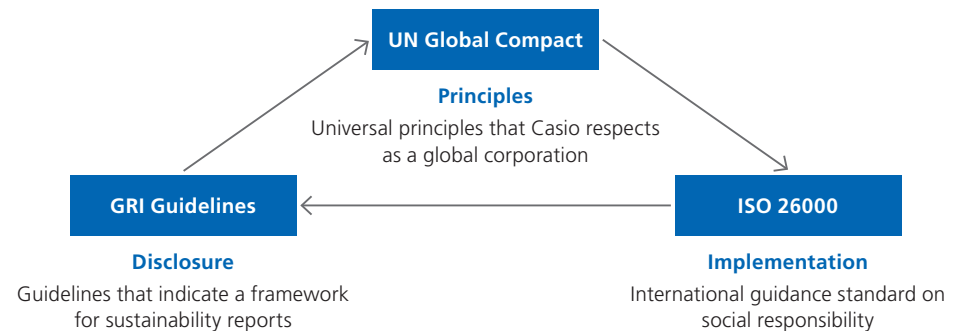 UN Global Compact
Principles
Universal principles that Casio respects
as a global corporation
GRI Guidelines
Disclosure
Guidelines that indicate a framework
for sustainability reports
ISO 26000
Implementation
International guidance standard on
social responsibility